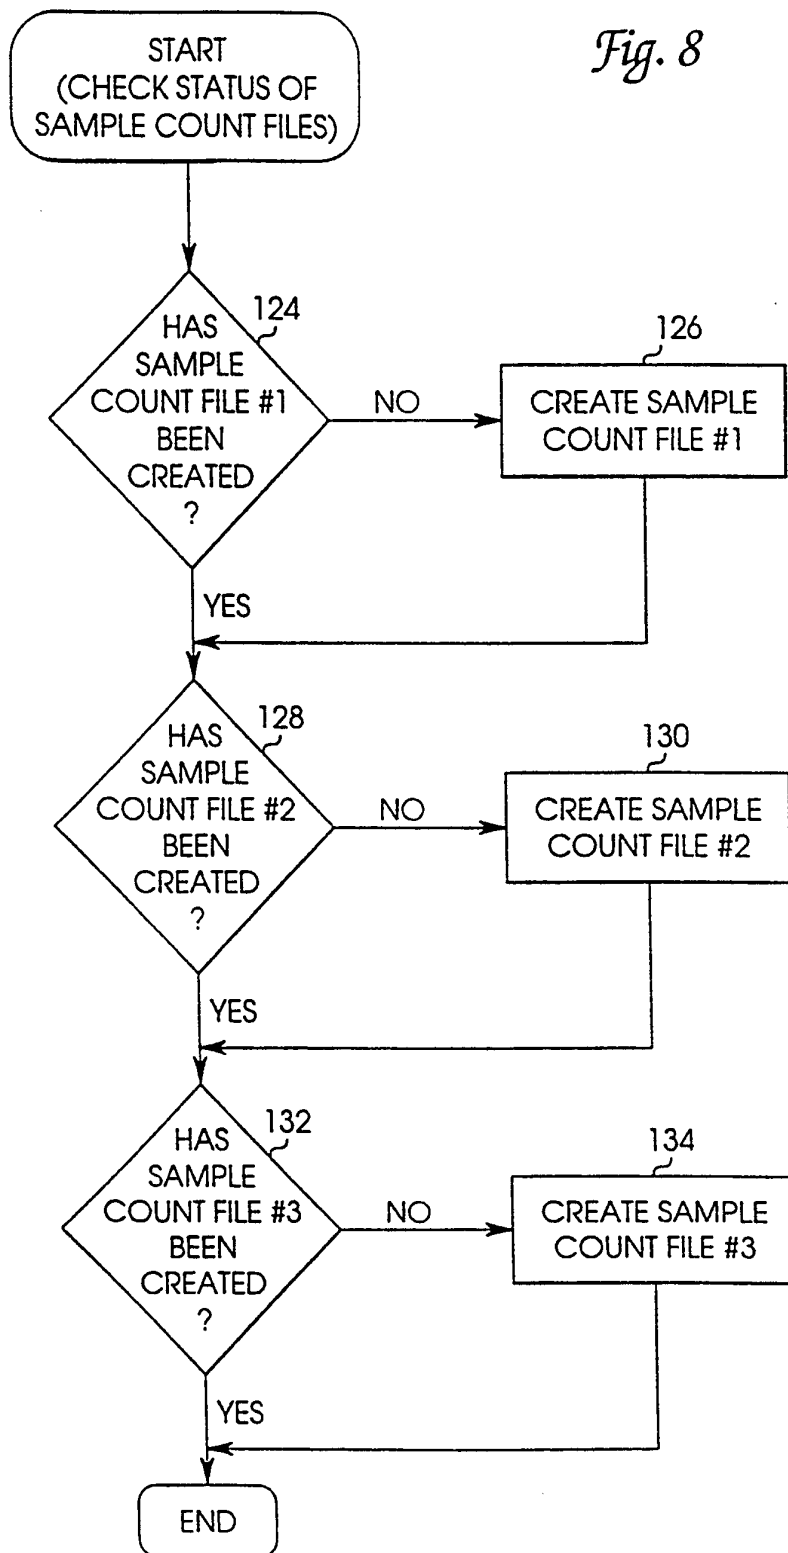 Fig. 8
START
(CHECK STATUS OF
SAMPLE COUNT FILES)
124
HAS
SAMPLE
COUNT FILE #1
BEEN
CREATED
?
NO
126
CREATE SAMPLE
COUNT FILE #1
YES
128
HAS
SAMPLE
COUNT FILE #2
BEEN
CREATED
?
NO
130
CREATE SAMPLE
COUNT FILE #2
YES
132
HAS
SAMPLE
COUNT FILE #3
BEEN
CREATED
?
NO
134
CREATE SAMPLE
COUNT FILE #3
YES
END